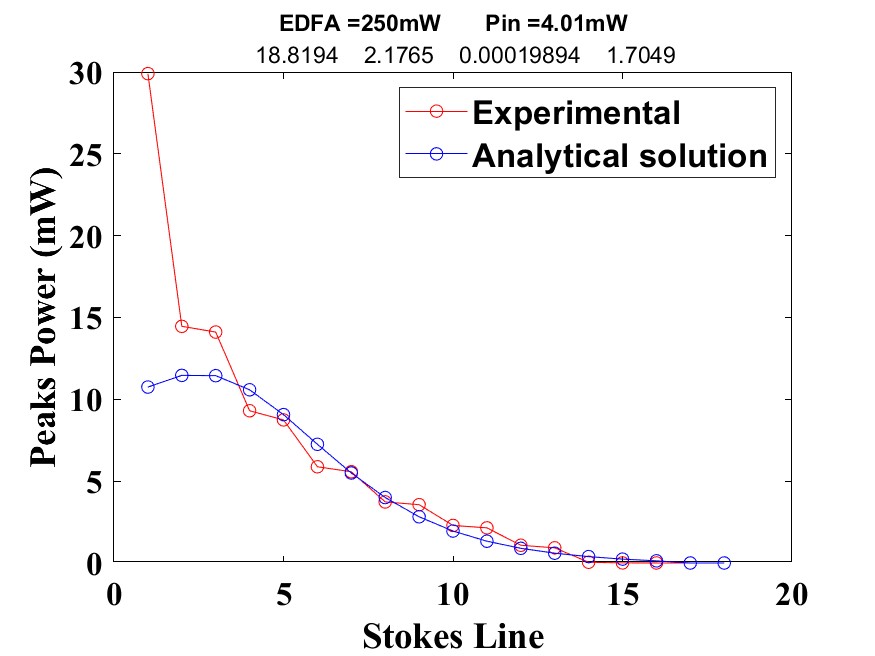 EDFA =250mW Pin =4.01mW
18.8194 2.1765 0.00019894 1.7049
Experimental
Analytical solution
Peaks Power (mW)
30
25
20
15
10
5
0
0 5 10 15 20
Stokes Line